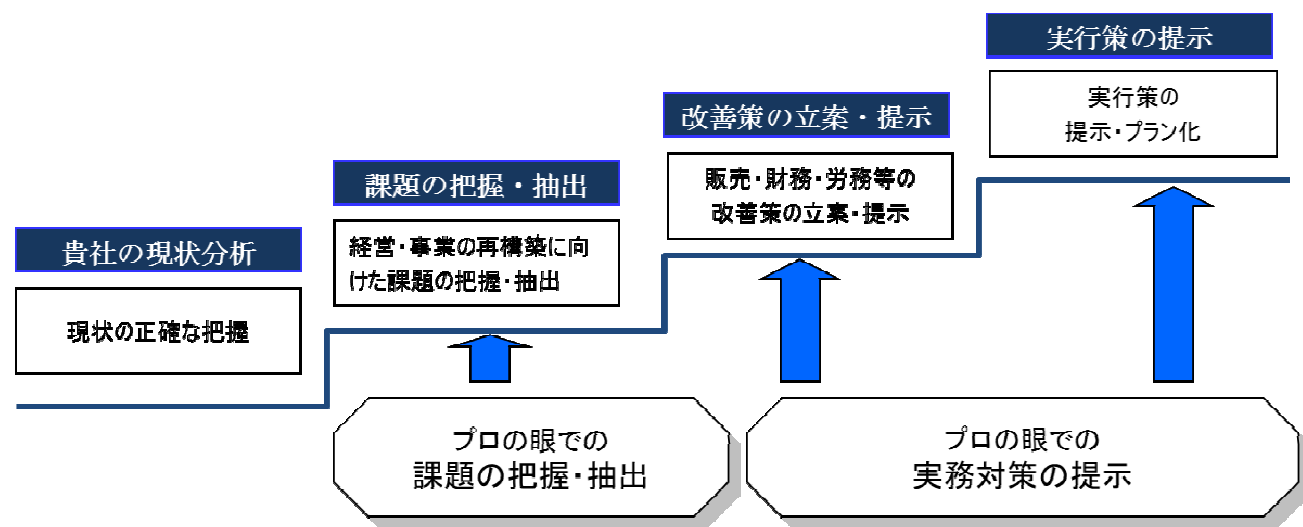 貴社の現状分析
現状の正確な把握
課題の把握・抽出
経営・事業の再構築に向
けた課題の把握・抽出
改善策の立案・提示
販売・財務・労務等の
改善策の立案・提示
実行策の提示
実行策の
提示・プラン化
プロの眼での
課題の把握・抽出
プロの眼での
実務対策の提示